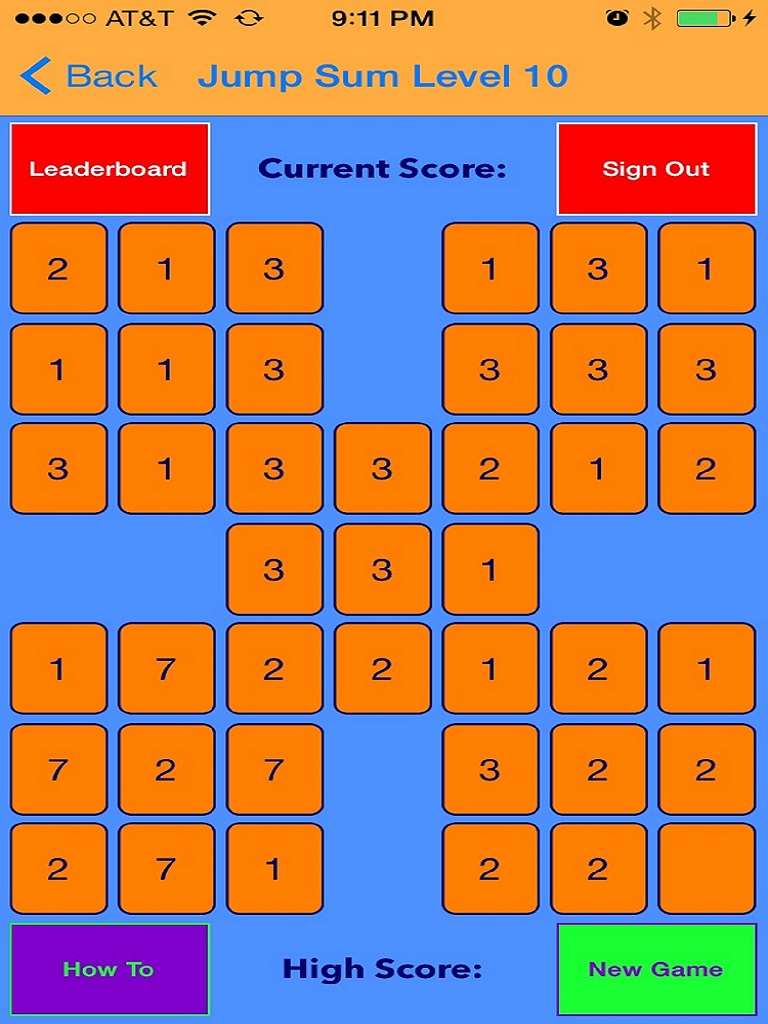 AT&T 9:11 PM
Back Jump Sum Level 10
Leaderboard Current Score: Sign Out
2 1 3 1 3 1
1 1 3 3 3 3
3 1 3 3 2 1 2
3 3 1
1 7 2 2 1 2 1
7 2 7 3 2 2
2 7 1 2 2
How To High Score: New Game